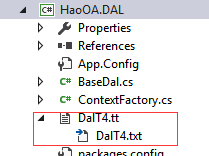 HaoOA.DAL
Properties
References
App.Config
BaseDal.cs
ContextFactory.cs
DalT4.tt
DalT4.txt
packages.config